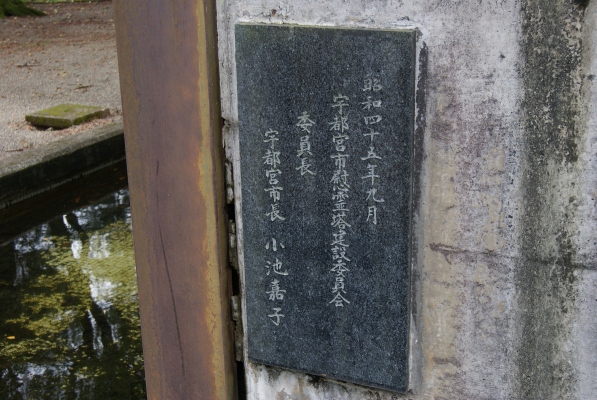 昭和四十五年九月
宇都宮市慰霊塔建設委員会
委員長
宇都宮市長 小池嘉子